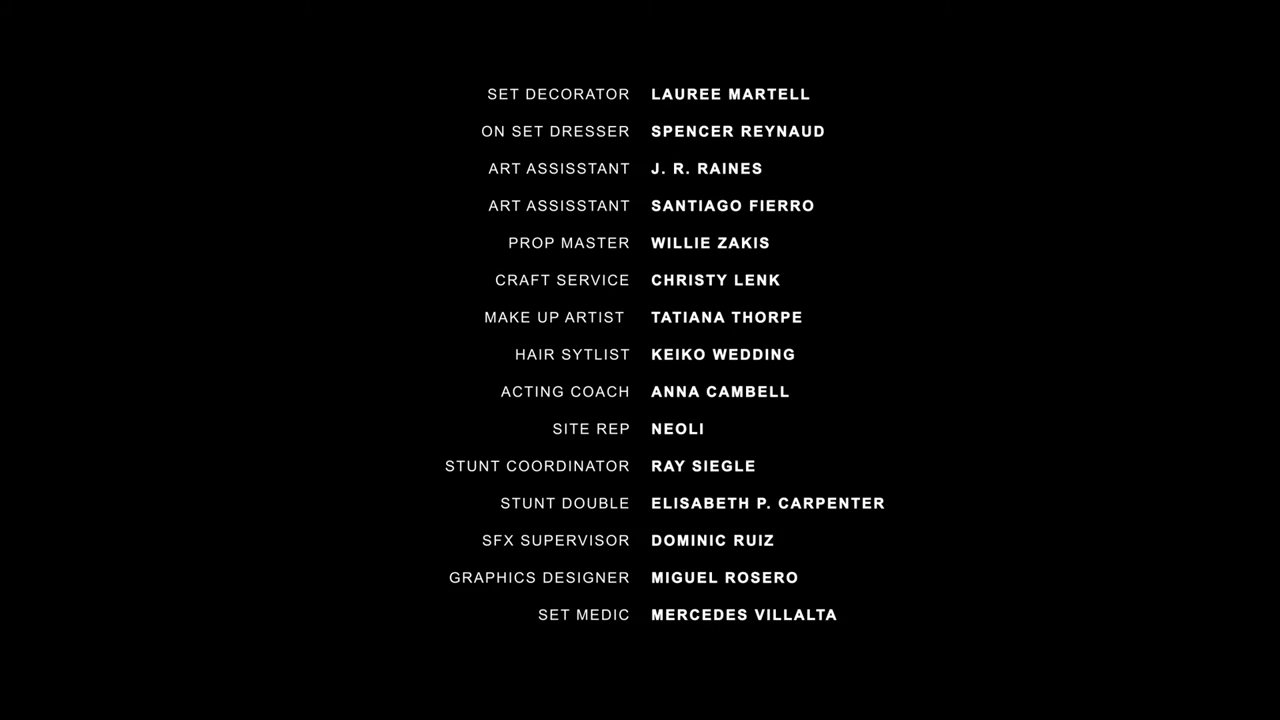 SET DECORATOR LAUREE MARTELL
ON SET DRESSER SPENCER REYNAUD
ART ASSISSTANT J. R. RAINES
ART ASSISSTANT SANTIAGO FIERRO
PROP MASTER WILLIE ZAKIS
CRAFT SERVICE CHRISTY LENK
MAKE UP ARTIST TATIANA THORPE
HAIR SYTLIST KEIKO WEDDING
ACTING COACH ANNA CAMBELL
SITE REP NEOLI
STUNT COORDINATOR RAY SIEGLE
STUNT DOUBLE ELISABETH P. CARPENTER
SFX SUPERVISOR DOMINIC RUIZ
GRAPHICS DESIGNER MIGUEL ROSERO
SET MEDIC MERCEDES VILLALTA